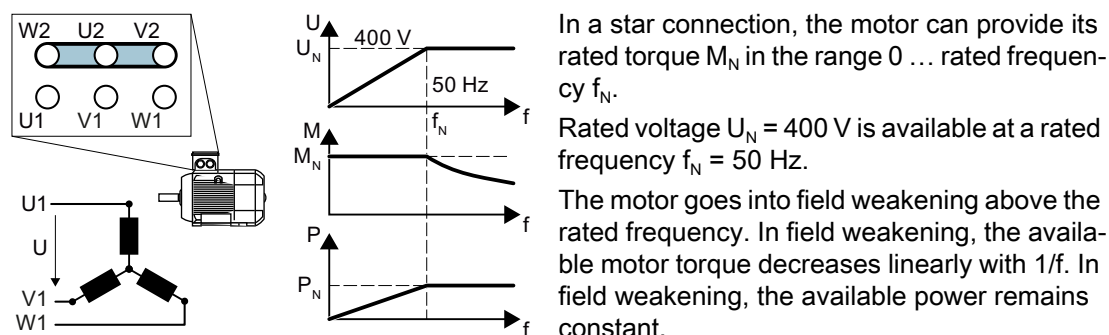 W2 U2 V2
U1 V1 W1
U1
U
V1
W1
U
U_N
400 V
50 Hz
f_N
f
M
M_N
f
P
P_N
f
In a star connection, the motor can provide its
rated torque M_N in the range 0 … rated frequen-
cy f_N.
Rated voltage U_N = 400 V is available at a rated
frequency f_N = 50 Hz.
The motor goes into field weakening above the
rated frequency. In field weakening, the availa-
ble motor torque decreases linearly with 1/f. In
field weakening, the available power remains
constant.